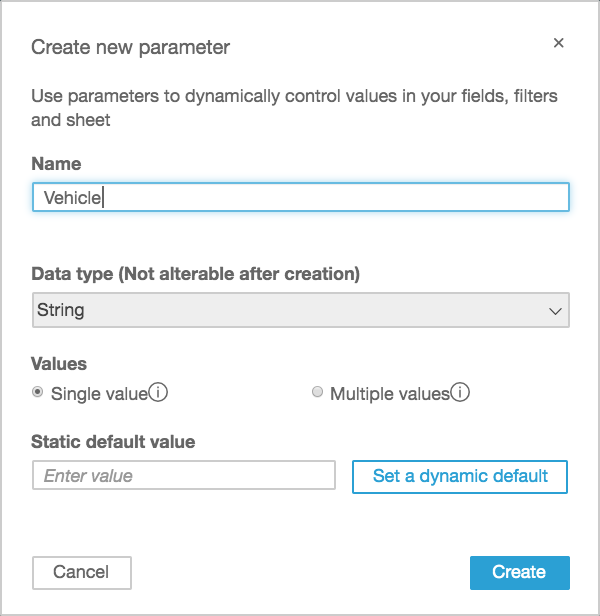 Create new parameter
×
Use parameters to dynamically control values in your fields, filters
and sheet
Name
Vehicle
Data type (Not alterable after creation)
String
Values
Single value i
Multiple values i
Static default value
Enter value
Set a dynamic default
Cancel
Create